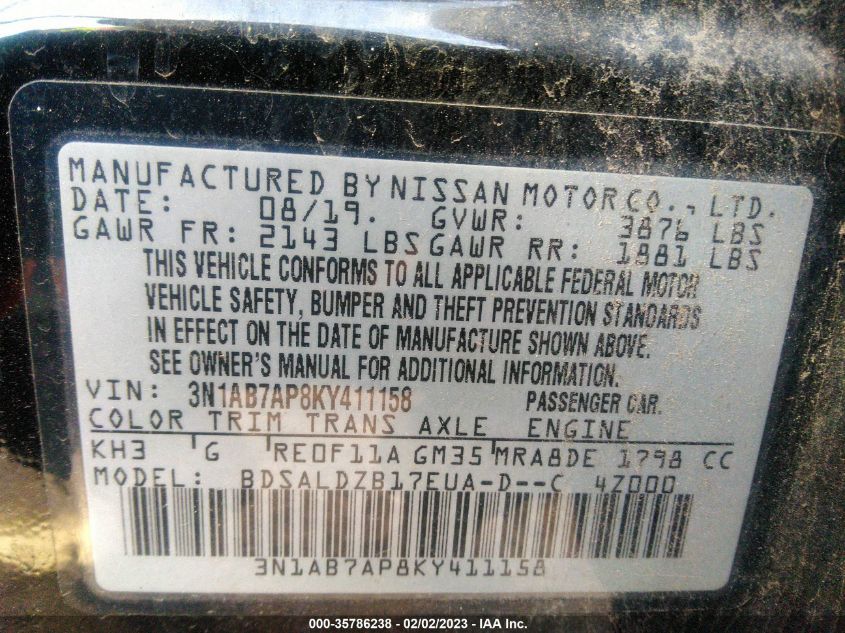 MANUFACTURED BY NISSAN MOTOR CO., LTD.
DATE: 08/19. GVWR: 3876 LBS
GAWR FR: 2143 LBS GAWR RR: 1981 LBS
THIS VEHICLE CONFORMS TO ALL APPLICABLE FEDERAL MOTOR
VEHICLE SAFETY, BUMPER AND THEFT PREVENTION STANDARDS
IN EFFECT ON THE DATE OF MANUFACTURE SHOWN ABOVE.
SEE OWNER'S MANUAL FOR ADDITIONAL INFORMATION.
VIN: 3N1AB7AP8KY411158 PASSENGER CAR.
COLOR TRIM TRANS AXLE ENGINE
KH3 G RE0F11A GM35 MRA8DE 1798 CC
MODEL: BDSALDZB17EUA-D--C 4Z000
3N1AB7AP8KY411158
000-35786238 - 02/02/2023 - IAA Inc.